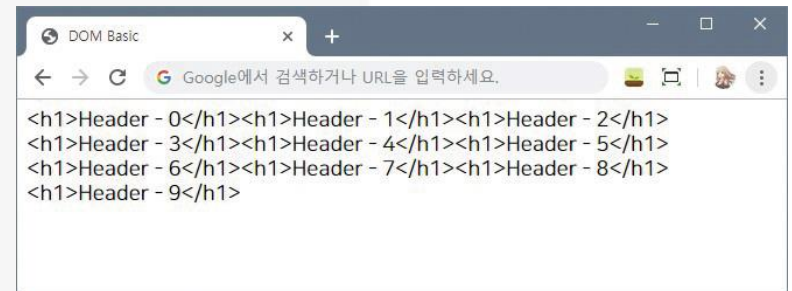 DOM Basic
Google에서 검색하거나 URL을 입력하세요.
<h1>Header - 0</h1><h1>Header - 1</h1><h1>Header - 2</h1>
<h1>Header - 3</h1><h1>Header - 4</h1><h1>Header - 5</h1>
<h1>Header - 6</h1><h1>Header - 7</h1><h1>Header - 8</h1>
<h1>Header - 9</h1>